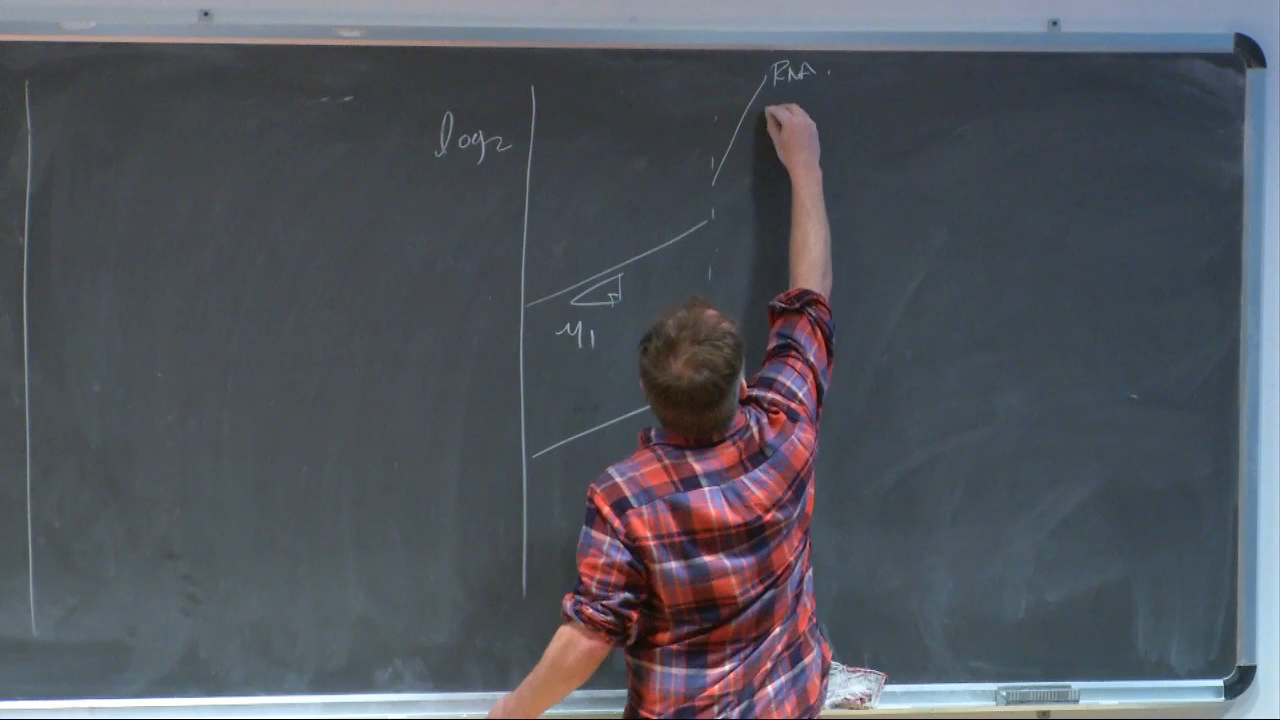 RNA.
log₂
μ₁